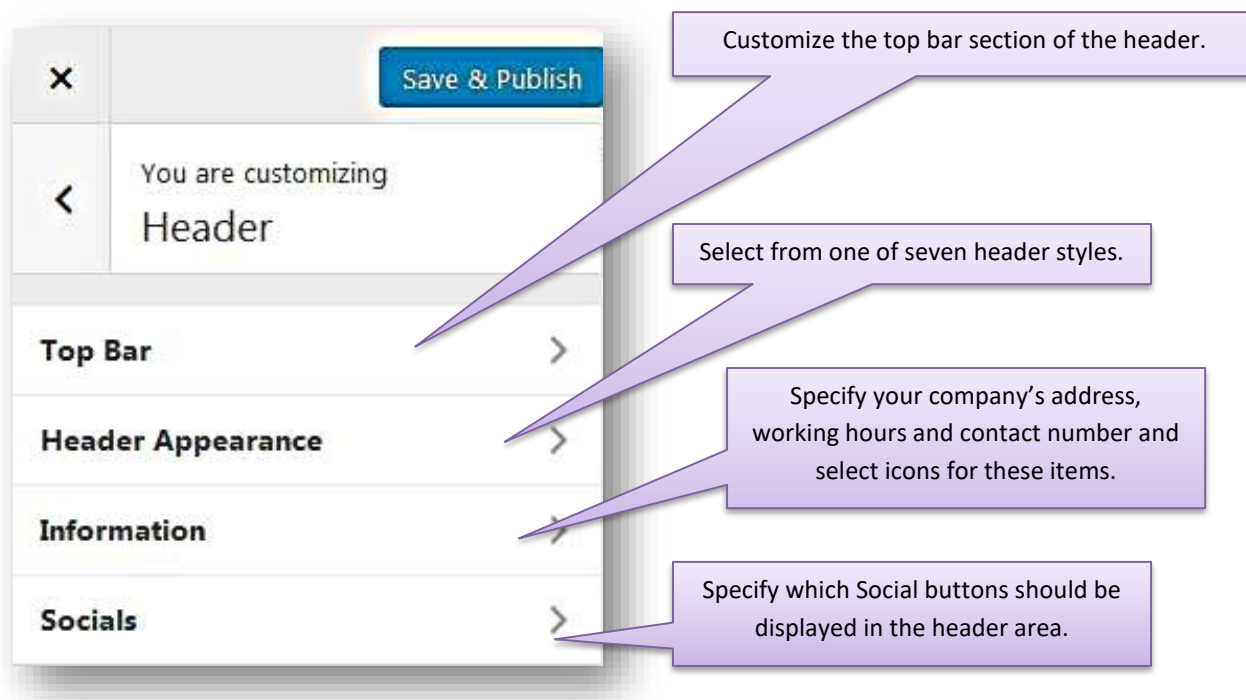 Customize the top bar section of the header.
Save & Publish
You are customizing
Header
Select from one of seven header styles.
Top Bar
Header Appearance
Specify your company’s address,
working hours and contact number and
select icons for these items.
Information
Specify which Social buttons should be
displayed in the header area.
Socials